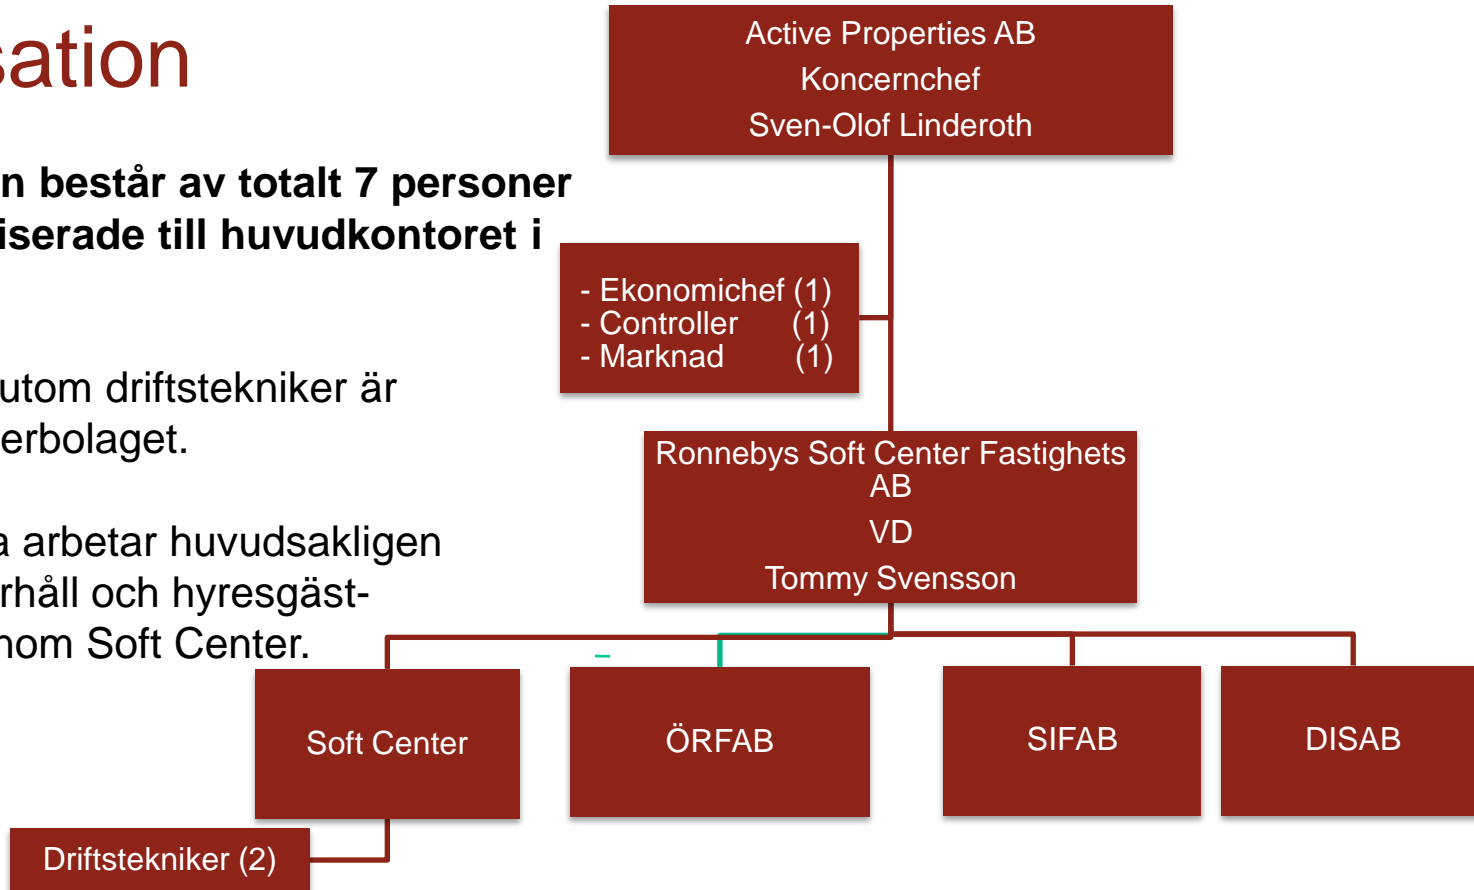 sation
n består av totalt 7 personer
iserade till huvudkontoret i
utom driftstekniker är
erbolaget.
a arbetar huvudsakligen
rhåll och hyresgäst-
nom Soft Center.
Active Properties AB
Koncernchef
Sven-Olof Linderoth
- Ekonomichef (1)
- Controller (1)
- Marknad (1)
Ronnebys Soft Center Fastighets
AB
VD
Tommy Svensson
Soft Center
ÖRFAB
SIFAB
DISAB
Driftstekniker (2)